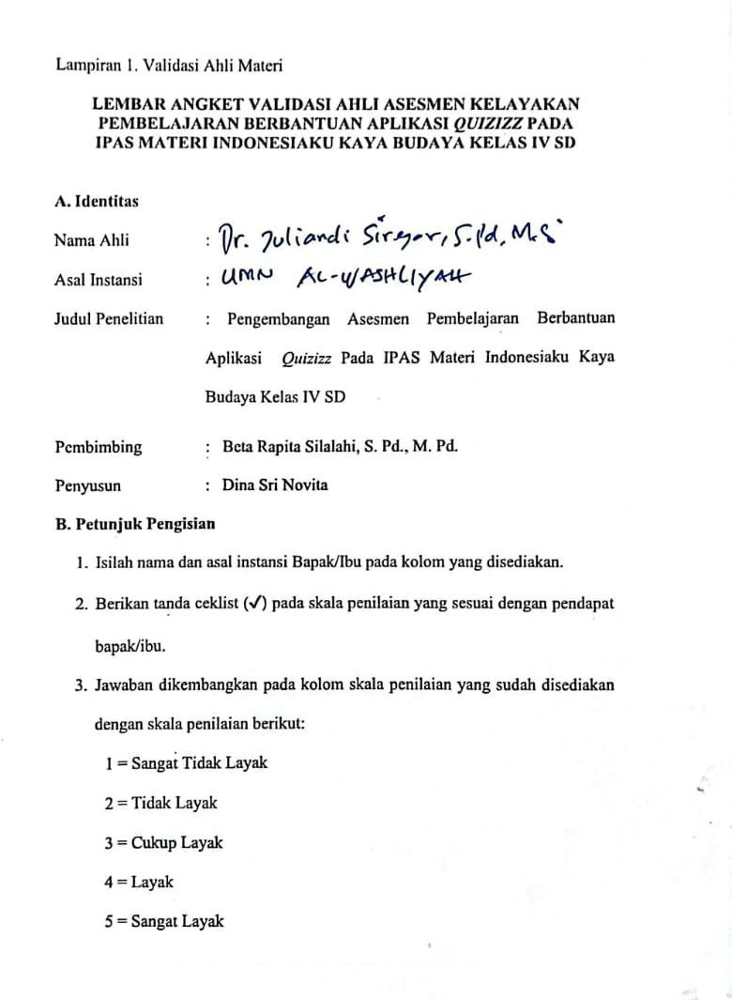 Lampiran 1. Validasi Ahli Materi
LEMBAR ANGKET VALIDASI AHLI ASESMEN KELAYAKAN
PEMBELAJARAN BERBANTUAN APLIKASI QUIZIZZ PADA
IPAS MATERI INDONESIAKU KAYA BUDAYA KELAS IV SD
A. Identitas
Nama Ahli : Dr. Juliandi Siregar, S.Pd, M.Si
Asal Instansi : UMN AL-WASHLIYAH
Judul Penelitian : Pengembangan Asesmen Pembelajaran Berbantuan
Aplikasi Quizizz Pada IPAS Materi Indonesiaku Kaya
Budaya Kelas IV SD
Pembimbing : Beta Rapita Silalahi, S. Pd., M. Pd.
Penyusun : Dina Sri Novita
B. Petunjuk Pengisian
1. Isilah nama dan asal instansi Bapak/Ibu pada kolom yang disediakan.
2. Berikan tanda ceklist (✓) pada skala penilaian yang sesuai dengan pendapat
bapak/ibu.
3. Jawaban dikembangkan pada kolom skala penilaian yang sudah disediakan
dengan skala penilaian berikut:
1 = Sangat Tidak Layak
2 = Tidak Layak
3 = Cukup Layak
4 = Layak
5 = Sangat Layak